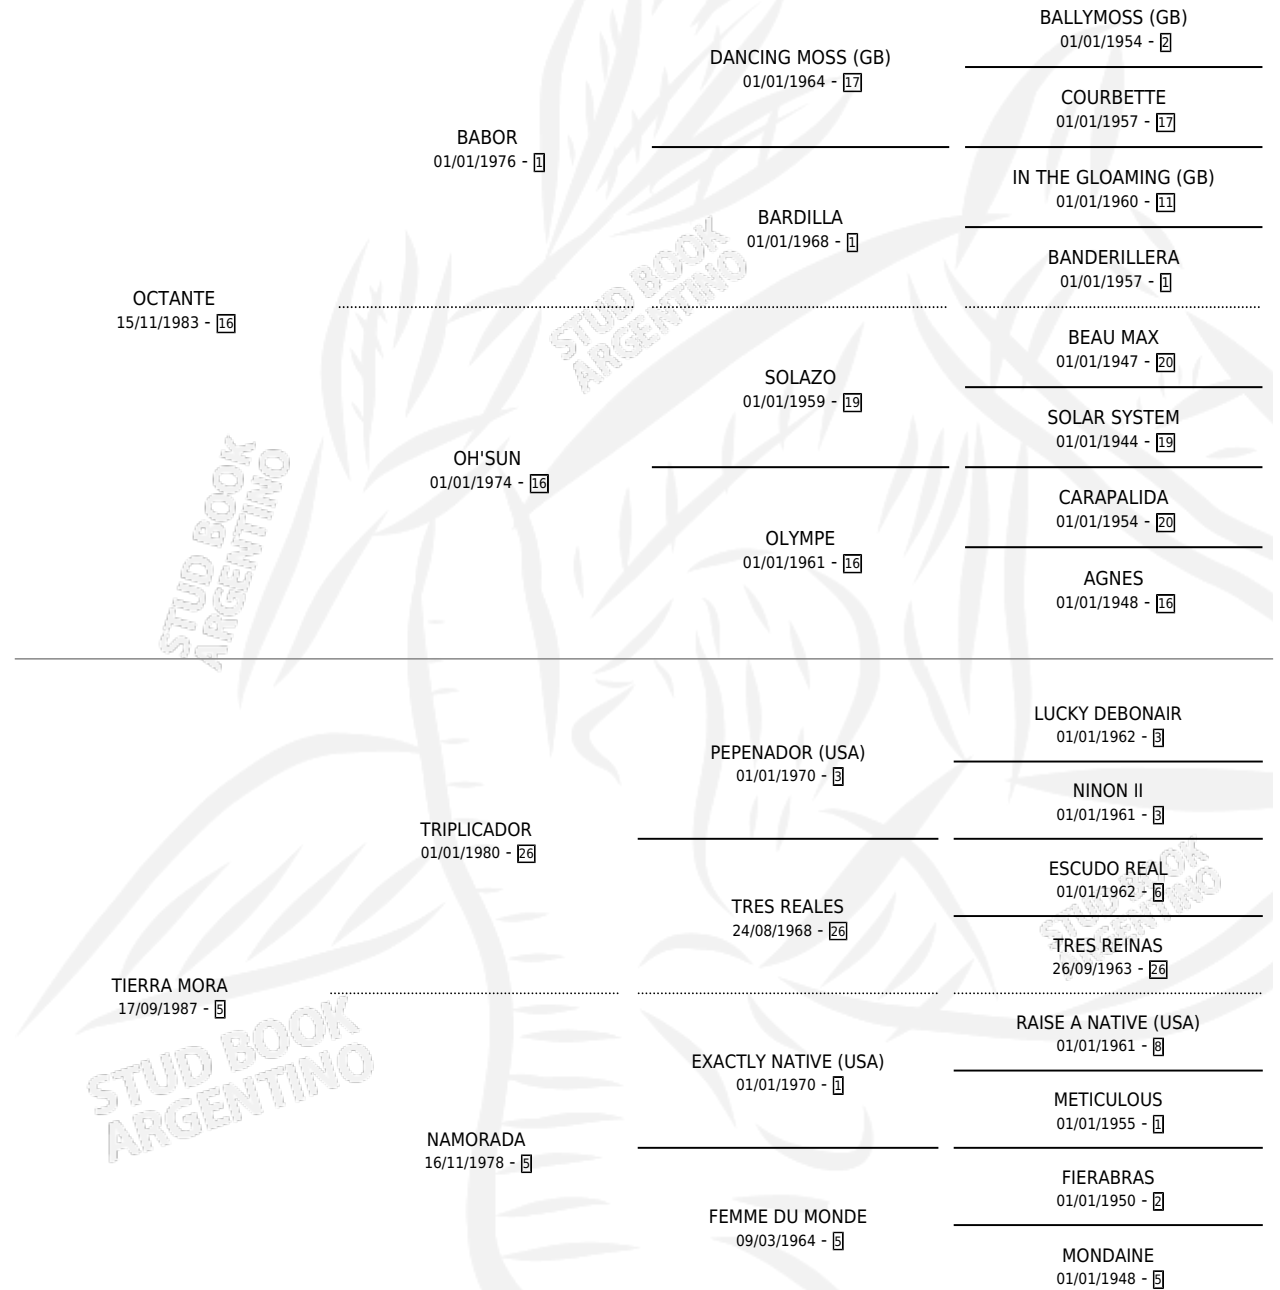 BALLYMOSS (GB)
01/01/1954 - 2
DANCING MOSS (GB)
01/01/1964 - 17
COURBETTE
01/01/1957 - 17
BABOR
01/01/1976 - 1
IN THE GLOAMING (GB)
01/01/1960 - 11
BARDILLA
01/01/1968 - 1
BANDERILLERA
01/01/1957 - 1
OCTANTE
15/11/1983 - 16
BEAU MAX
01/01/1947 - 20
SOLAZO
01/01/1959 - 19
SOLAR SYSTEM
01/01/1944 - 19
OH'SUN
01/01/1974 - 16
CARAPALIDA
01/01/1954 - 20
OLYMPE
01/01/1961 - 16
AGNES
01/01/1948 - 16
LUCKY DEBONAIR
01/01/1962 - 3
PEPENADOR (USA)
01/01/1970 - 3
NINON II
01/01/1961 - 3
TRIPLICADOR
01/01/1980 - 26
ESCUDO REAL
01/01/1962 - 6
TRES REALES
24/08/1968 - 26
TRES REINAS
26/09/1963 - 26
TIERRA MORA
17/09/1987 - 5
RAISE A NATIVE (USA)
01/01/1961 - 8
EXACTLY NATIVE (USA)
01/01/1970 - 1
METICULOUS
01/01/1955 - 1
NAMORADA
16/11/1978 - 5
FIERABRAS
01/01/1950 - 2
FEMME DU MONDE
09/03/1964 - 5
MONDAINE
01/01/1948 - 5
STUD BOOK
ARGENTINO
STUD BOOK
ARGENTINO
STUD BOOK
ARGENTINO
STUD BOOK
ARGENTINO